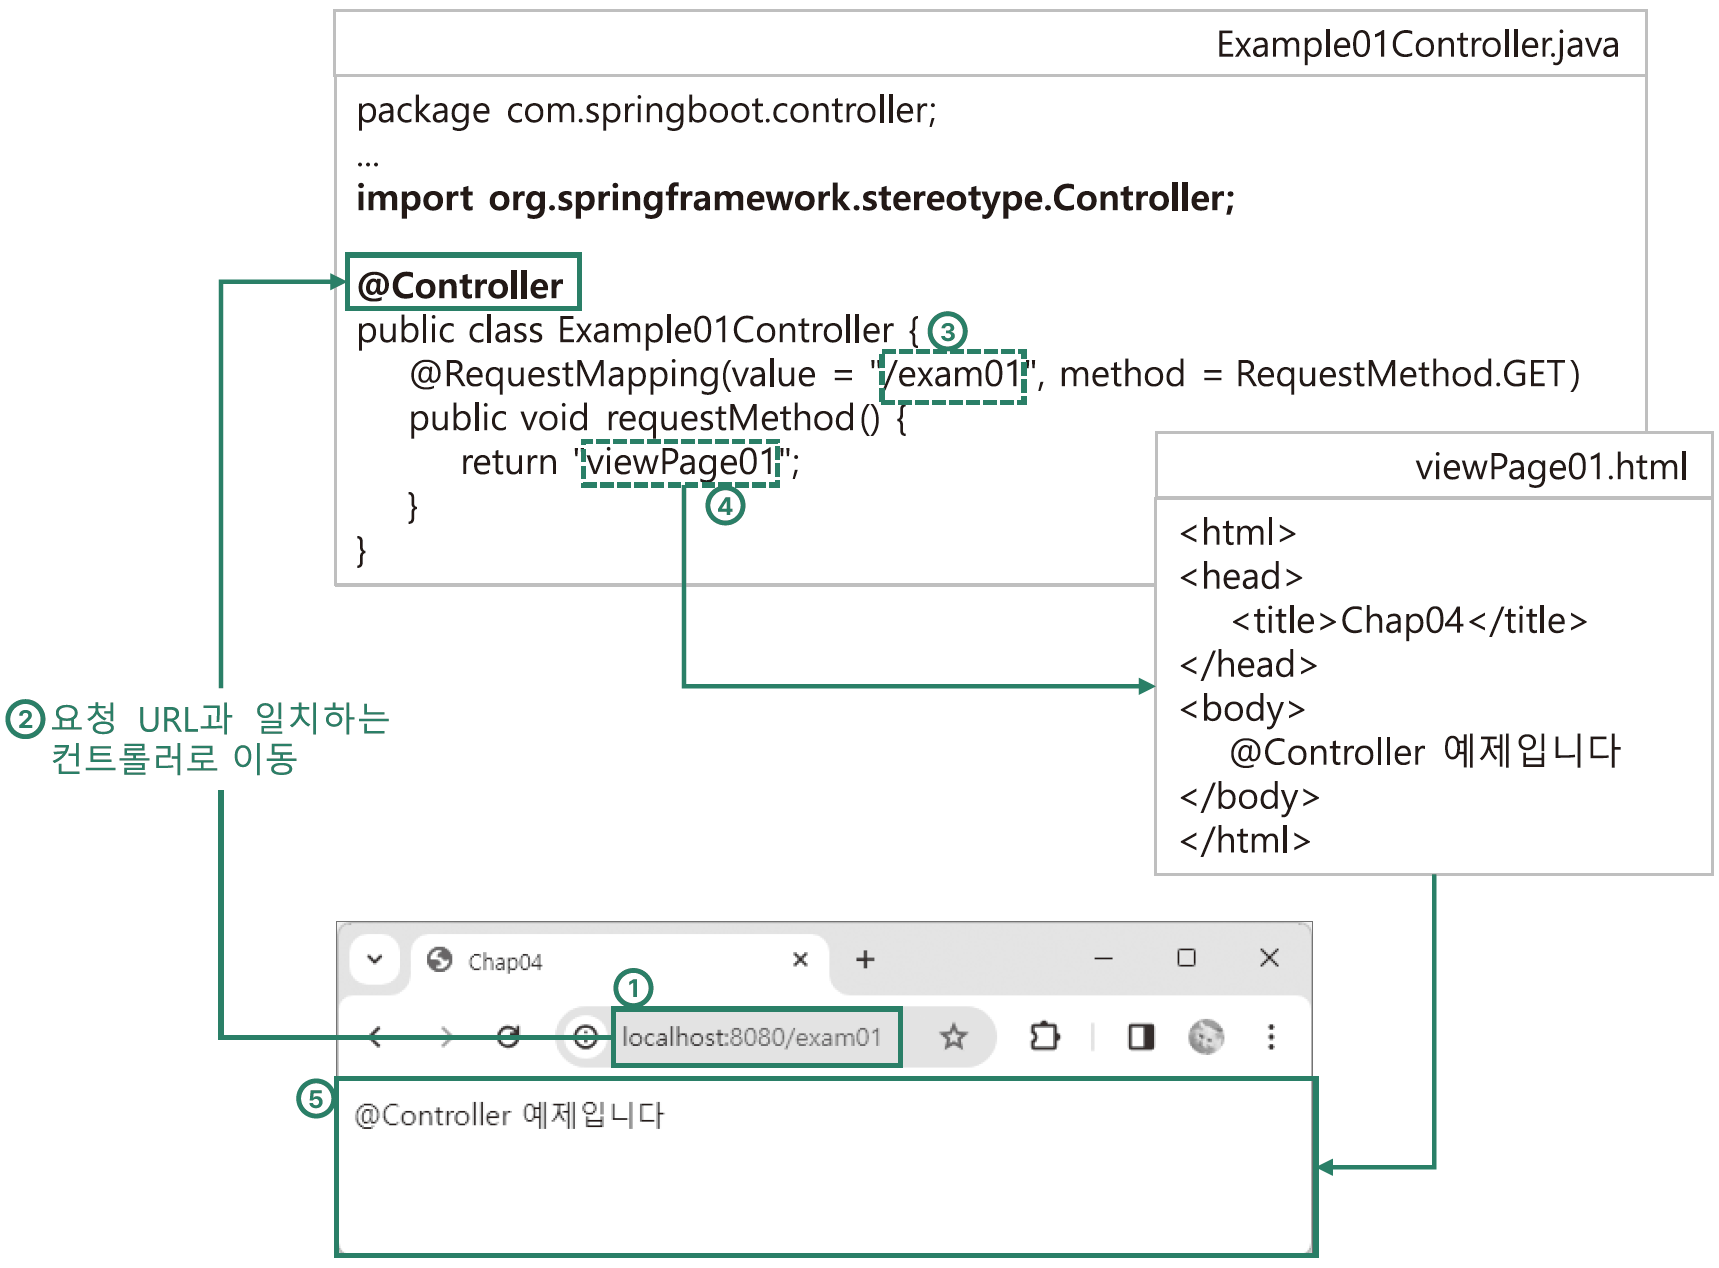 Example01Controller.java
package com.springboot.controller;
...
import org.springframework.stereotype.Controller;
@Controller
public class Example01Controller { ③
@RequestMapping(value = "/exam01", method = RequestMethod.GET)
public void requestMethod() {
return "viewPage01";
④
}
}
viewPage01.html
<html>
<head>
<title>Chap04</title>
</head>
<body>
@Controller 예제입니다
</body>
</html>
② 요청 URL과 일치하는
컨트롤러로 이동
Chap04
①
localhost:8080/exam01
⑤
@Controller 예제입니다